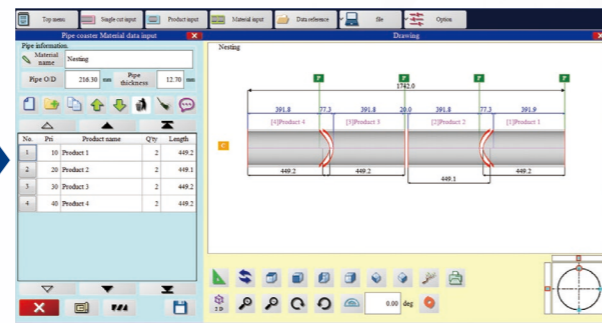 Top menu
Single cut input
Product input
Material input
Data reference
file
Option
Pipe coaster Material data input
Drawing
Pipe information.
Material name
Nesting
Pipe O/D
216.30 mm
Pipe thickness
12.70 mm
No. Pri Product name Q'ty Length
1 10 Product 1 2 449.2
2 20 Product 2 2 449.1
3 30 Product 3 2 449.2
4 40 Product 4 2 449.2
Nesting
F F F F
1742.0
391.8 77.3 391.8 20.0 391.8 77.3 391.9
[4]Product 4 [3]Product 3 [2]Product 2 [1]Product 1
C
449.2 449.2 449.2
449.1
3 D
0.00 deg